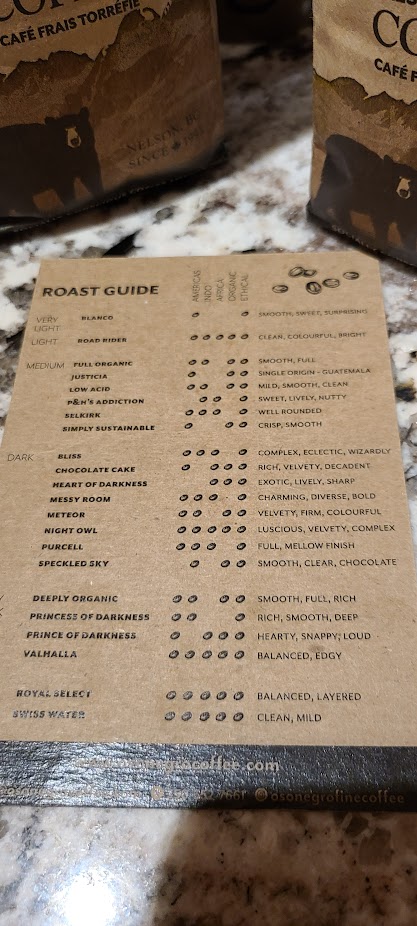 CAFÉ FRAIS TORRÉFIÉ
NELSON, BC
SINCE 1993
CO
CAFÉ F
ROAST GUIDE
AMERICAS
INDO
AFRICA
ORGANIC
ETHICAL
VERY LIGHT BLANCO SMOOTH, SWEET, SURPRISING
LIGHT ROAD RIDER CLEAN, COLOURFUL, BRIGHT
MEDIUM FULL ORGANIC SMOOTH, FULL
JUSTICIA SINGLE ORIGIN - GUATEMALA
LOW ACID MILD, SMOOTH, CLEAN
P&H'S ADDICTION SWEET, LIVELY, NUTTY
SELKIRK WELL ROUNDED
SIMPLY SUSTAINABLE CRISP, SMOOTH
DARK BLISS COMPLEX, ECLECTIC, WIZARDLY
CHOCOLATE CAKE RICH, VELVETY, DECADENT
HEART OF DARKNESS EXOTIC, LIVELY, SHARP
MESSY ROOM CHARMING, DIVERSE, BOLD
METEOR VELVETY, FIRM, COLOURFUL
NIGHT OWL LUSCIOUS, VELVETY, COMPLEX
PURCELL FULL, MELLOW FINISH
SPECKLED SKY SMOOTH, CLEAR, CHOCOLATE
DEEPLY ORGANIC SMOOTH, FULL, RICH
PRINCESS OF DARKNESS RICH, SMOOTH, DEEP
PRINCE OF DARKNESS HEARTY, SNAPPY, LOUD
VALHALLA BALANCED, EDGY
ROYAL SELECT BALANCED, LAYERED
SWISS WATER CLEAN, MILD
osonegrofinecoffee